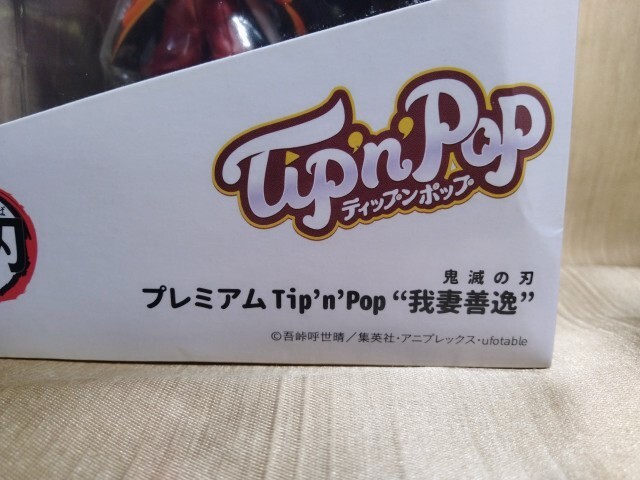 Tip'n'Pop
ティップンポップ
鬼滅の刃
プレミアム Tip'n'Pop “我妻善逸”
©吾峠呼世晴／集英社・アニプレックス・ufotable